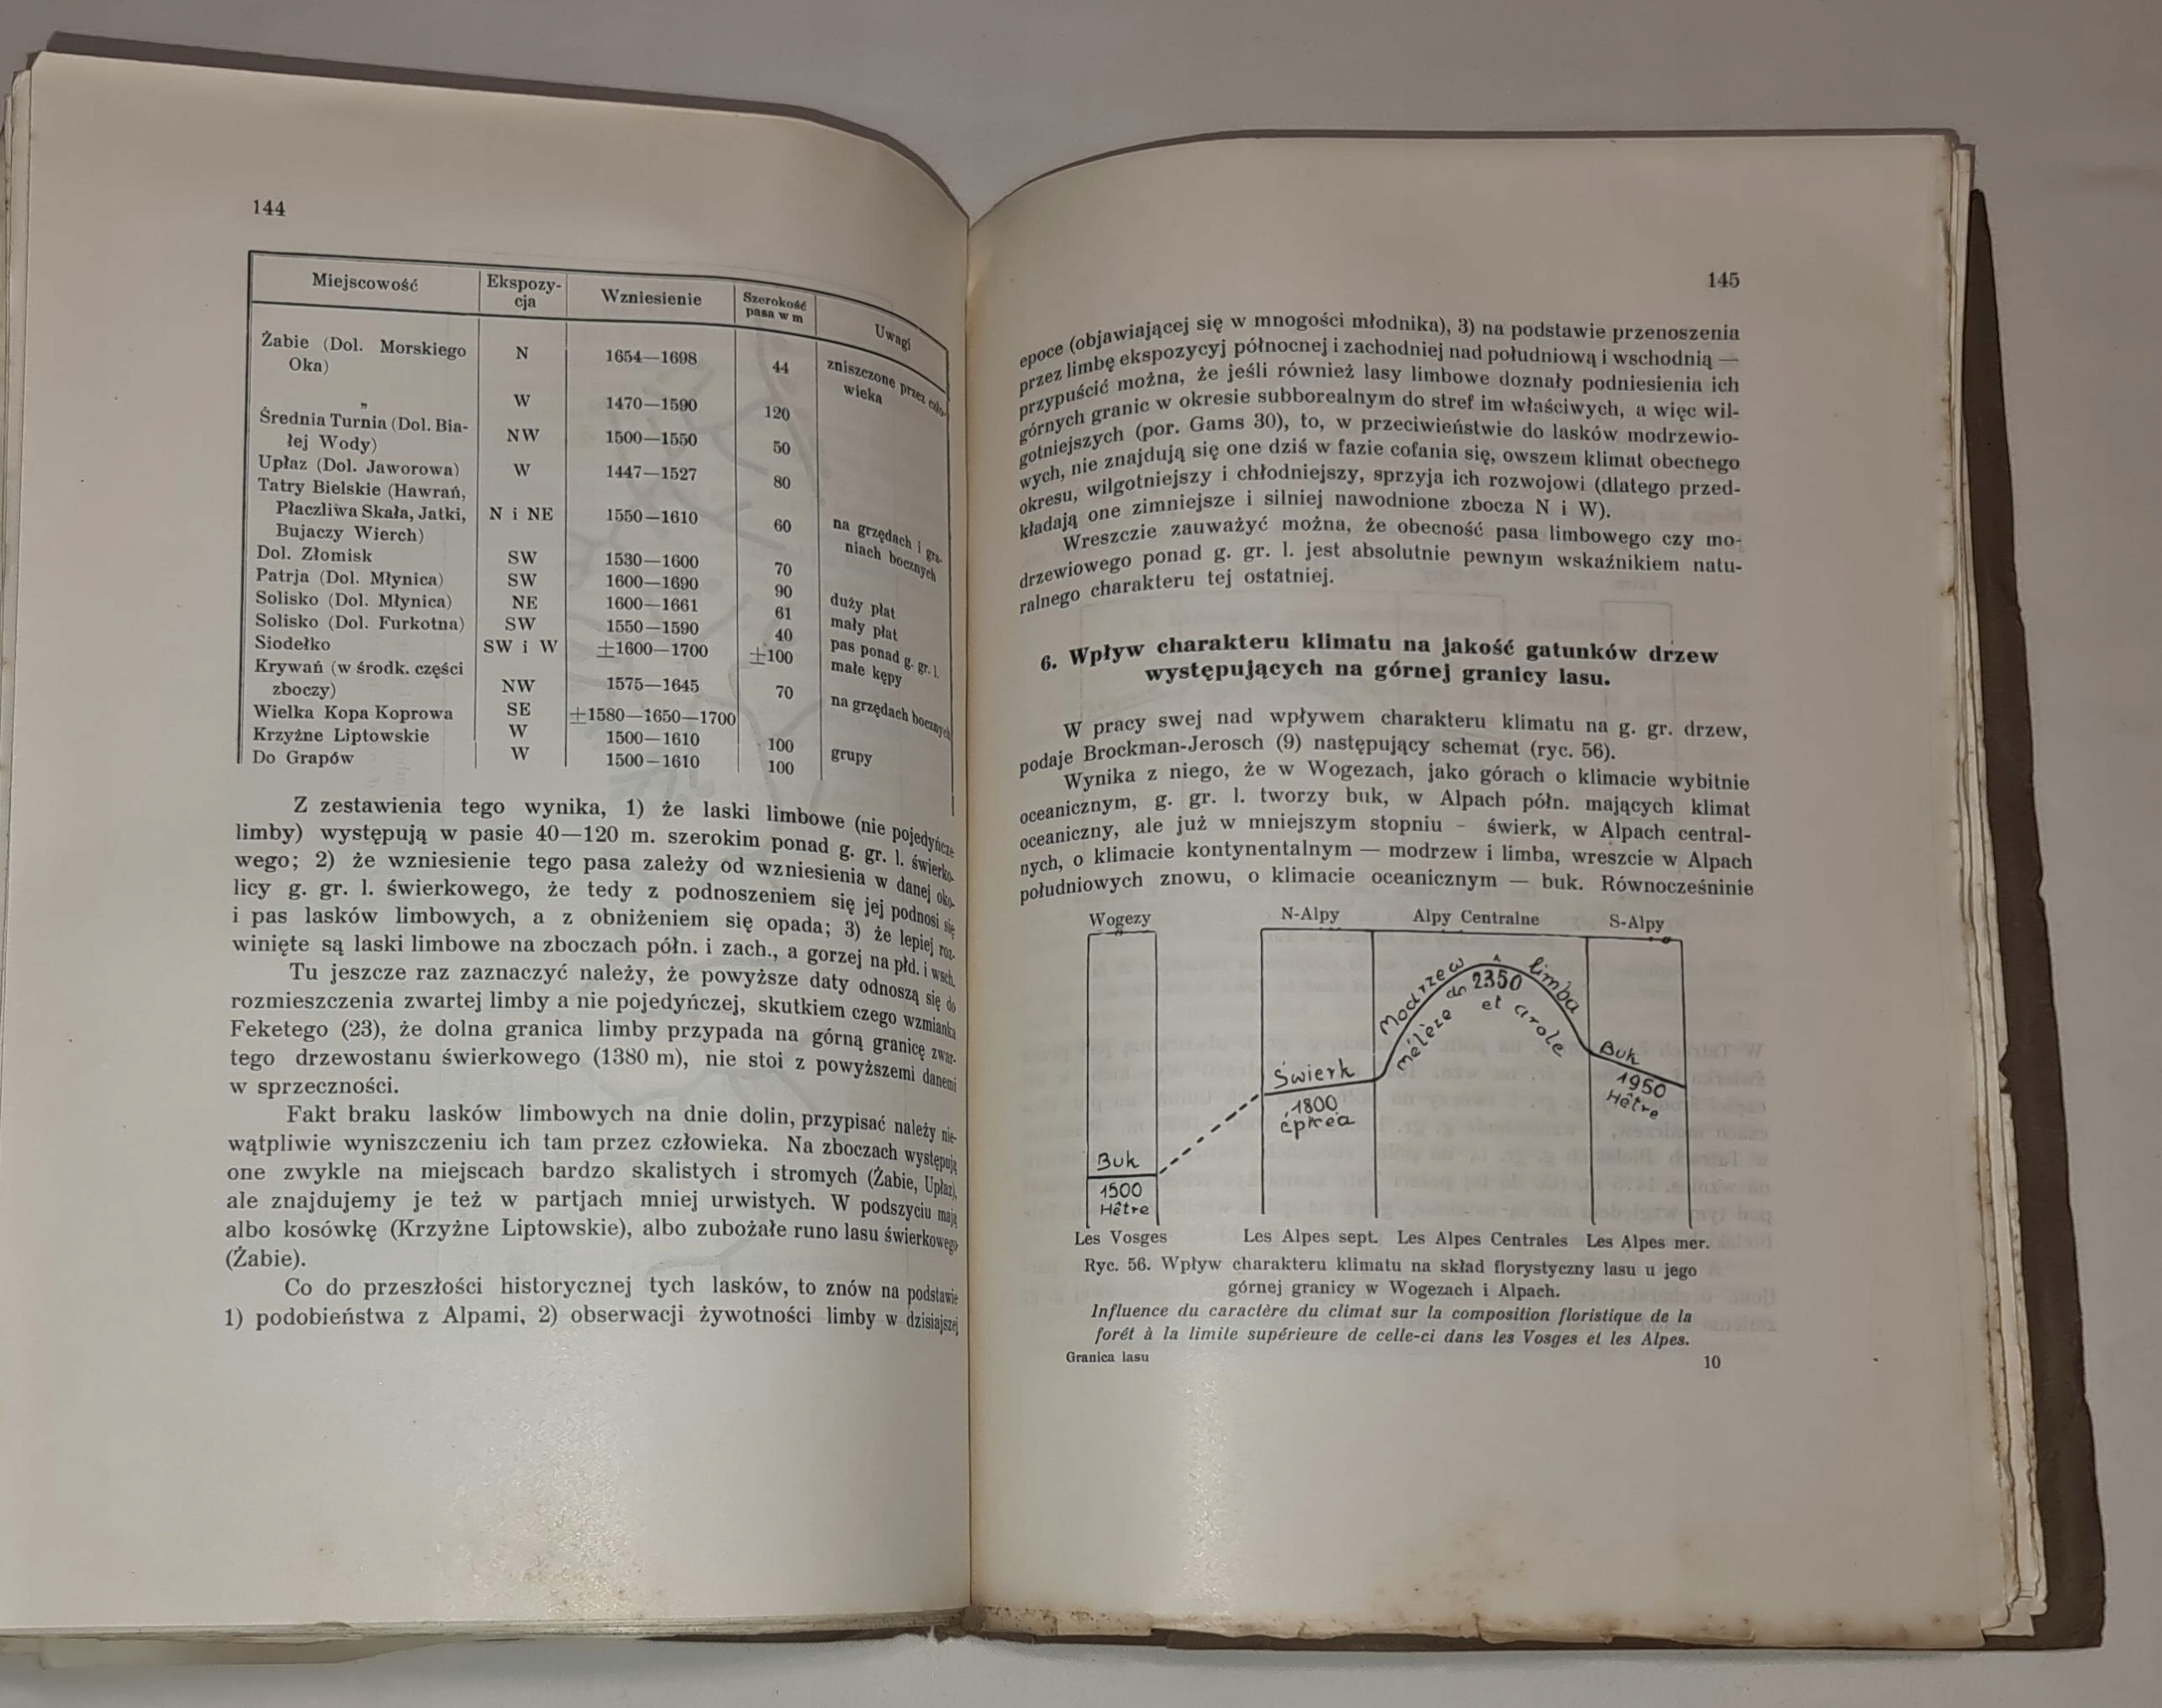 144
Miejscowość Ekspozy-cja Wzniesienie Szerokość pasa w m Uwagi
Żabie (Dol. Morskiego Oka) N 1654—1698 44 zniszczone przez czło-wieka
„ W 1470—1590 120
Średnia Turnia (Dol. Bia-łej Wody) NW 1500—1550 50
Upłaz (Dol. Jaworowa) W 1447—1527 80
Tatry Bielskie (Hawrań, Płaczliwa Skała, Jatki, Bujaczy Wierch) N i NE 1550—1610 60 na grzędach i gra-niach bocznych
Dol. Złomisk SW 1530—1600 70
Patrja (Dol. Młynica) SW 1600—1690 90 duży płat
Solisko (Dol. Młynica) NE 1600—1661 61 mały płat
Solisko (Dol. Furkotna) SW 1550—1590 40 pas ponad g. gr. l.
Siodełko SW i W ±1600—1700 ±100 małe kępy
Krywań (w środk. części zboczy) NW 1575—1645 70 na grzędach bocznych
Wielka Kopa Koprowa SE ±1580—1650—1700
Krzyżne Liptowskie W 1500—1610 100 grupy
Do Grapów W 1500—1610 100
Z zestawienia tego wynika, 1) że laski limbowe (nie pojedyńcze
limby) występują w pasie 40—120 m. szerokim ponad g. gr. l. świerko-
wego; 2) że wzniesienie tego pasa zależy od wzniesienia w danej oko-
licy g. gr. l. świerkowego, że tedy z podnoszeniem się jej podnosi się
i pas lasków limbowych, a z obniżeniem się opada; 3) że lepiej roz-
winięte są laski limbowe na zboczach półn. i zach., a gorzej na płd. i wsch.
Tu jeszcze raz zaznaczyć należy, że powyższe daty odnoszą się do
rozmieszczenia zwartej limby a nie pojedyńczej, skutkiem czego wzmianka
Feketego (23), że dolna granica limby przypada na górną granicę zwar-
tego drzewostanu świerkowego (1380 m), nie stoi z powyższemi danemi
w sprzeczności.
Fakt braku lasków limbowych na dnie dolin, przypisać należy nie-
wątpliwie wyniszczeniu ich tam przez człowieka. Na zboczach występują
one zwykle na miejscach bardzo skalistych i stromych (Żabie, Upłaz),
ale znajdujemy je też w partjach mniej urwistych. W podszyciu mają
albo kosówkę (Krzyżne Liptowskie), albo zubożałe runo lasu świerkowego
(Żabie).
Co do przeszłości historycznej tych lasków, to znów na podstawie
1) podobieństwa z Alpami, 2) obserwacji żywotności limby w dzisiajszej
145
epoce (objawiającej się w mnogości młodnika), 3) na podstawie przenoszenia
przez limbę ekspozycyj północnej i zachodniej nad południową i wschodnią —
przypuścić można, że jeśli również lasy limbowe doznały podniesienia ich
górnych granic w okresie subborealnym do stref im właściwych, a więc wil-
gotniejszych (por. Gams 30), to, w przeciwieństwie do lasków modrzewio-
wych, nie znajdują się one dziś w fazie cofania się, owszem klimat obecnego
okresu, wilgotniejszy i chłodniejszy, sprzyja ich rozwojowi (dlatego przed-
kładają one zimniejsze i silniej nawodnione zbocza N i W).
Wreszcie zauważyć można, że obecność pasa limbowego czy mo-
drzewiowego ponad g. gr. l. jest absolutnie pewnym wskaźnikiem natu-
ralnego charakteru tej ostatniej.
6. Wpływ charakteru klimatu na jakość gatunków drzew
występujących na górnej granicy lasu.
W pracy swej nad wpływem charakteru klimatu na g. gr. drzew,
podaje Brockman-Jerosch (9) następujący schemat (ryc. 56).
Wynika z niego, że w Wogezach, jako górach o klimacie wybitnie
oceanicznym, g. gr. l. tworzy buk, w Alpach półn. mających klimat
oceaniczny, ale już w mniejszym stopniu - świerk, w Alpach central-
nych, o klimacie kontynentalnym — modrzew i limba, wreszcie w Alpach
południowych znowu, o klimacie oceanicznym — buk. Równocześninie
Wogezy N-Alpy Alpy Centralne S-Alpy
Modrzew i limba
2350
mélèze et arole
Buk
1950
Hêtre
Świerk
1800
épicéa
Buk
1500
Hêtre
Les Vosges Les Alpes sept. Les Alpes Centrales Les Alpes mer.
Ryc. 56. Wpływ charakteru klimatu na skład florystyczny lasu u jego
górnej granicy w Wogezach i Alpach.
Influence du caractère du climat sur la composition floristique de la
forét à la limite supérieure de celle-ci dans les Vosges et les Alpes.
Granica lasu 10